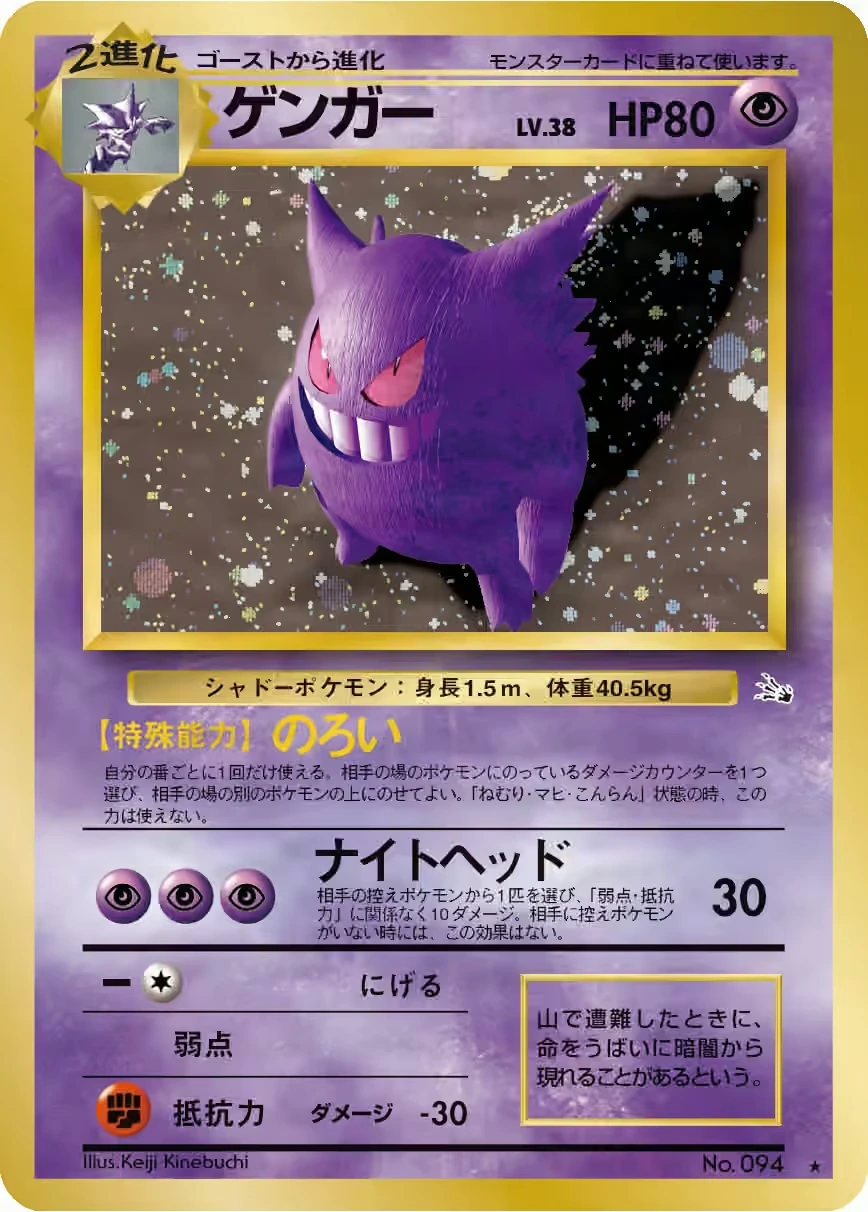 2進化
ゴーストから進化
モンスターカードに重ねて使います。
ゲンガー
LV.38 HP80
シャドーポケモン：身長1.5m、体重40.5kg
【特殊能力】のろい
自分の番ごとに1回だけ使える。相手の場のポケモンにのっているダメージカウンターを1つ
選び、相手の場の別のポケモンの上にのせてよい。「ねむり・マヒ・こんらん」状態の時、この
力は使えない。
ナイトヘッド
相手の控えポケモンから1匹を選び、「弱点・抵抗
力」に関係なく10ダメージ。相手に控えポケモン
がいない時には、この効果はない。
30
ー にげる
弱点
抵抗力 ダメージ -30
山で遭難したときに、
命をうばいに暗闇から
現れることがあるという。
Illus.Keiji Kinebuchi
No.094 ★